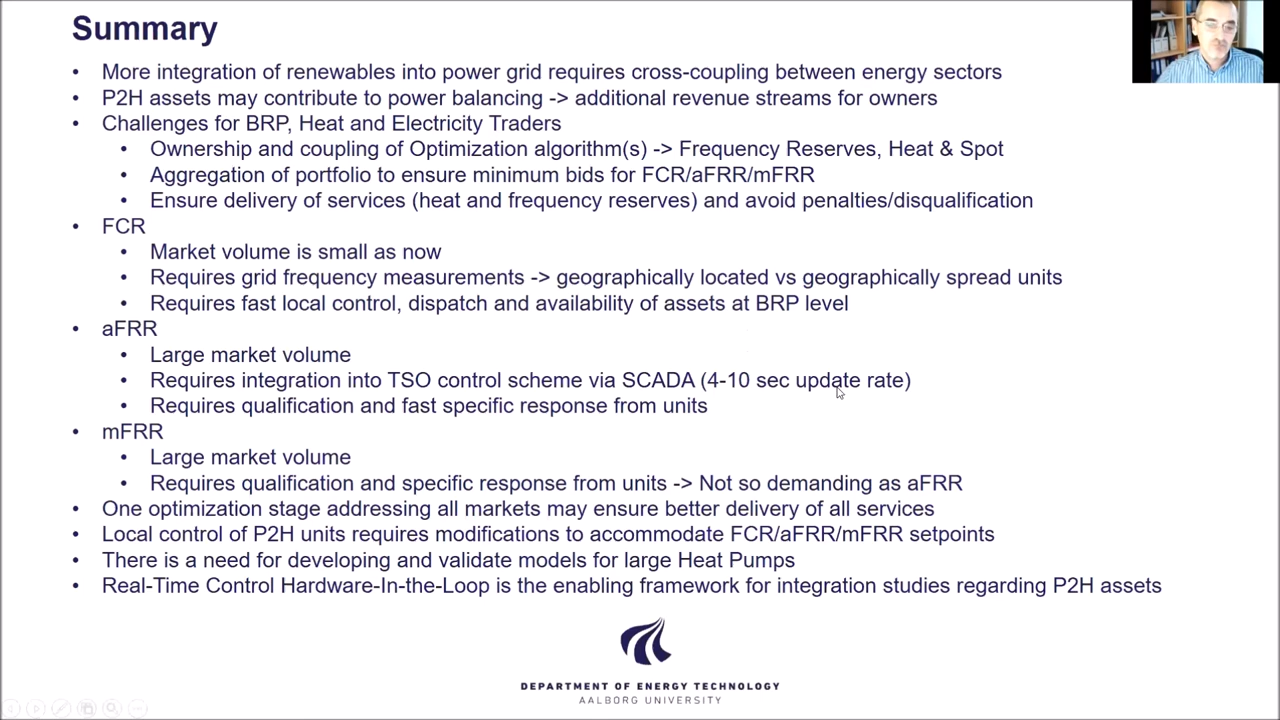 Summary
• More integration of renewables into power grid requires cross-coupling between energy sectors
• P2H assets may contribute to power balancing -> additional revenue streams for owners
• Challenges for BRP, Heat and Electricity Traders
• Ownership and coupling of Optimization algorithm(s) -> Frequency Reserves, Heat & Spot
• Aggregation of portfolio to ensure minimum bids for FCR/aFRR/mFRR
• Ensure delivery of services (heat and frequency reserves) and avoid penalties/disqualification
• FCR
• Market volume is small as now
• Requires grid frequency measurements -> geographically located vs geographically spread units
• Requires fast local control, dispatch and availability of assets at BRP level
• aFRR
• Large market volume
• Requires integration into TSO control scheme via SCADA (4-10 sec update rate)
• Requires qualification and fast specific response from units
• mFRR
• Large market volume
• Requires qualification and specific response from units -> Not so demanding as aFRR
• One optimization stage addressing all markets may ensure better delivery of all services
• Local control of P2H units requires modifications to accommodate FCR/aFRR/mFRR setpoints
• There is a need for developing and validate models for large Heat Pumps
• Real-Time Control Hardware-In-the-Loop is the enabling framework for integration studies regarding P2H assets
DEPARTMENT OF ENERGY TECHNOLOGY
AALBORG UNIVERSITY